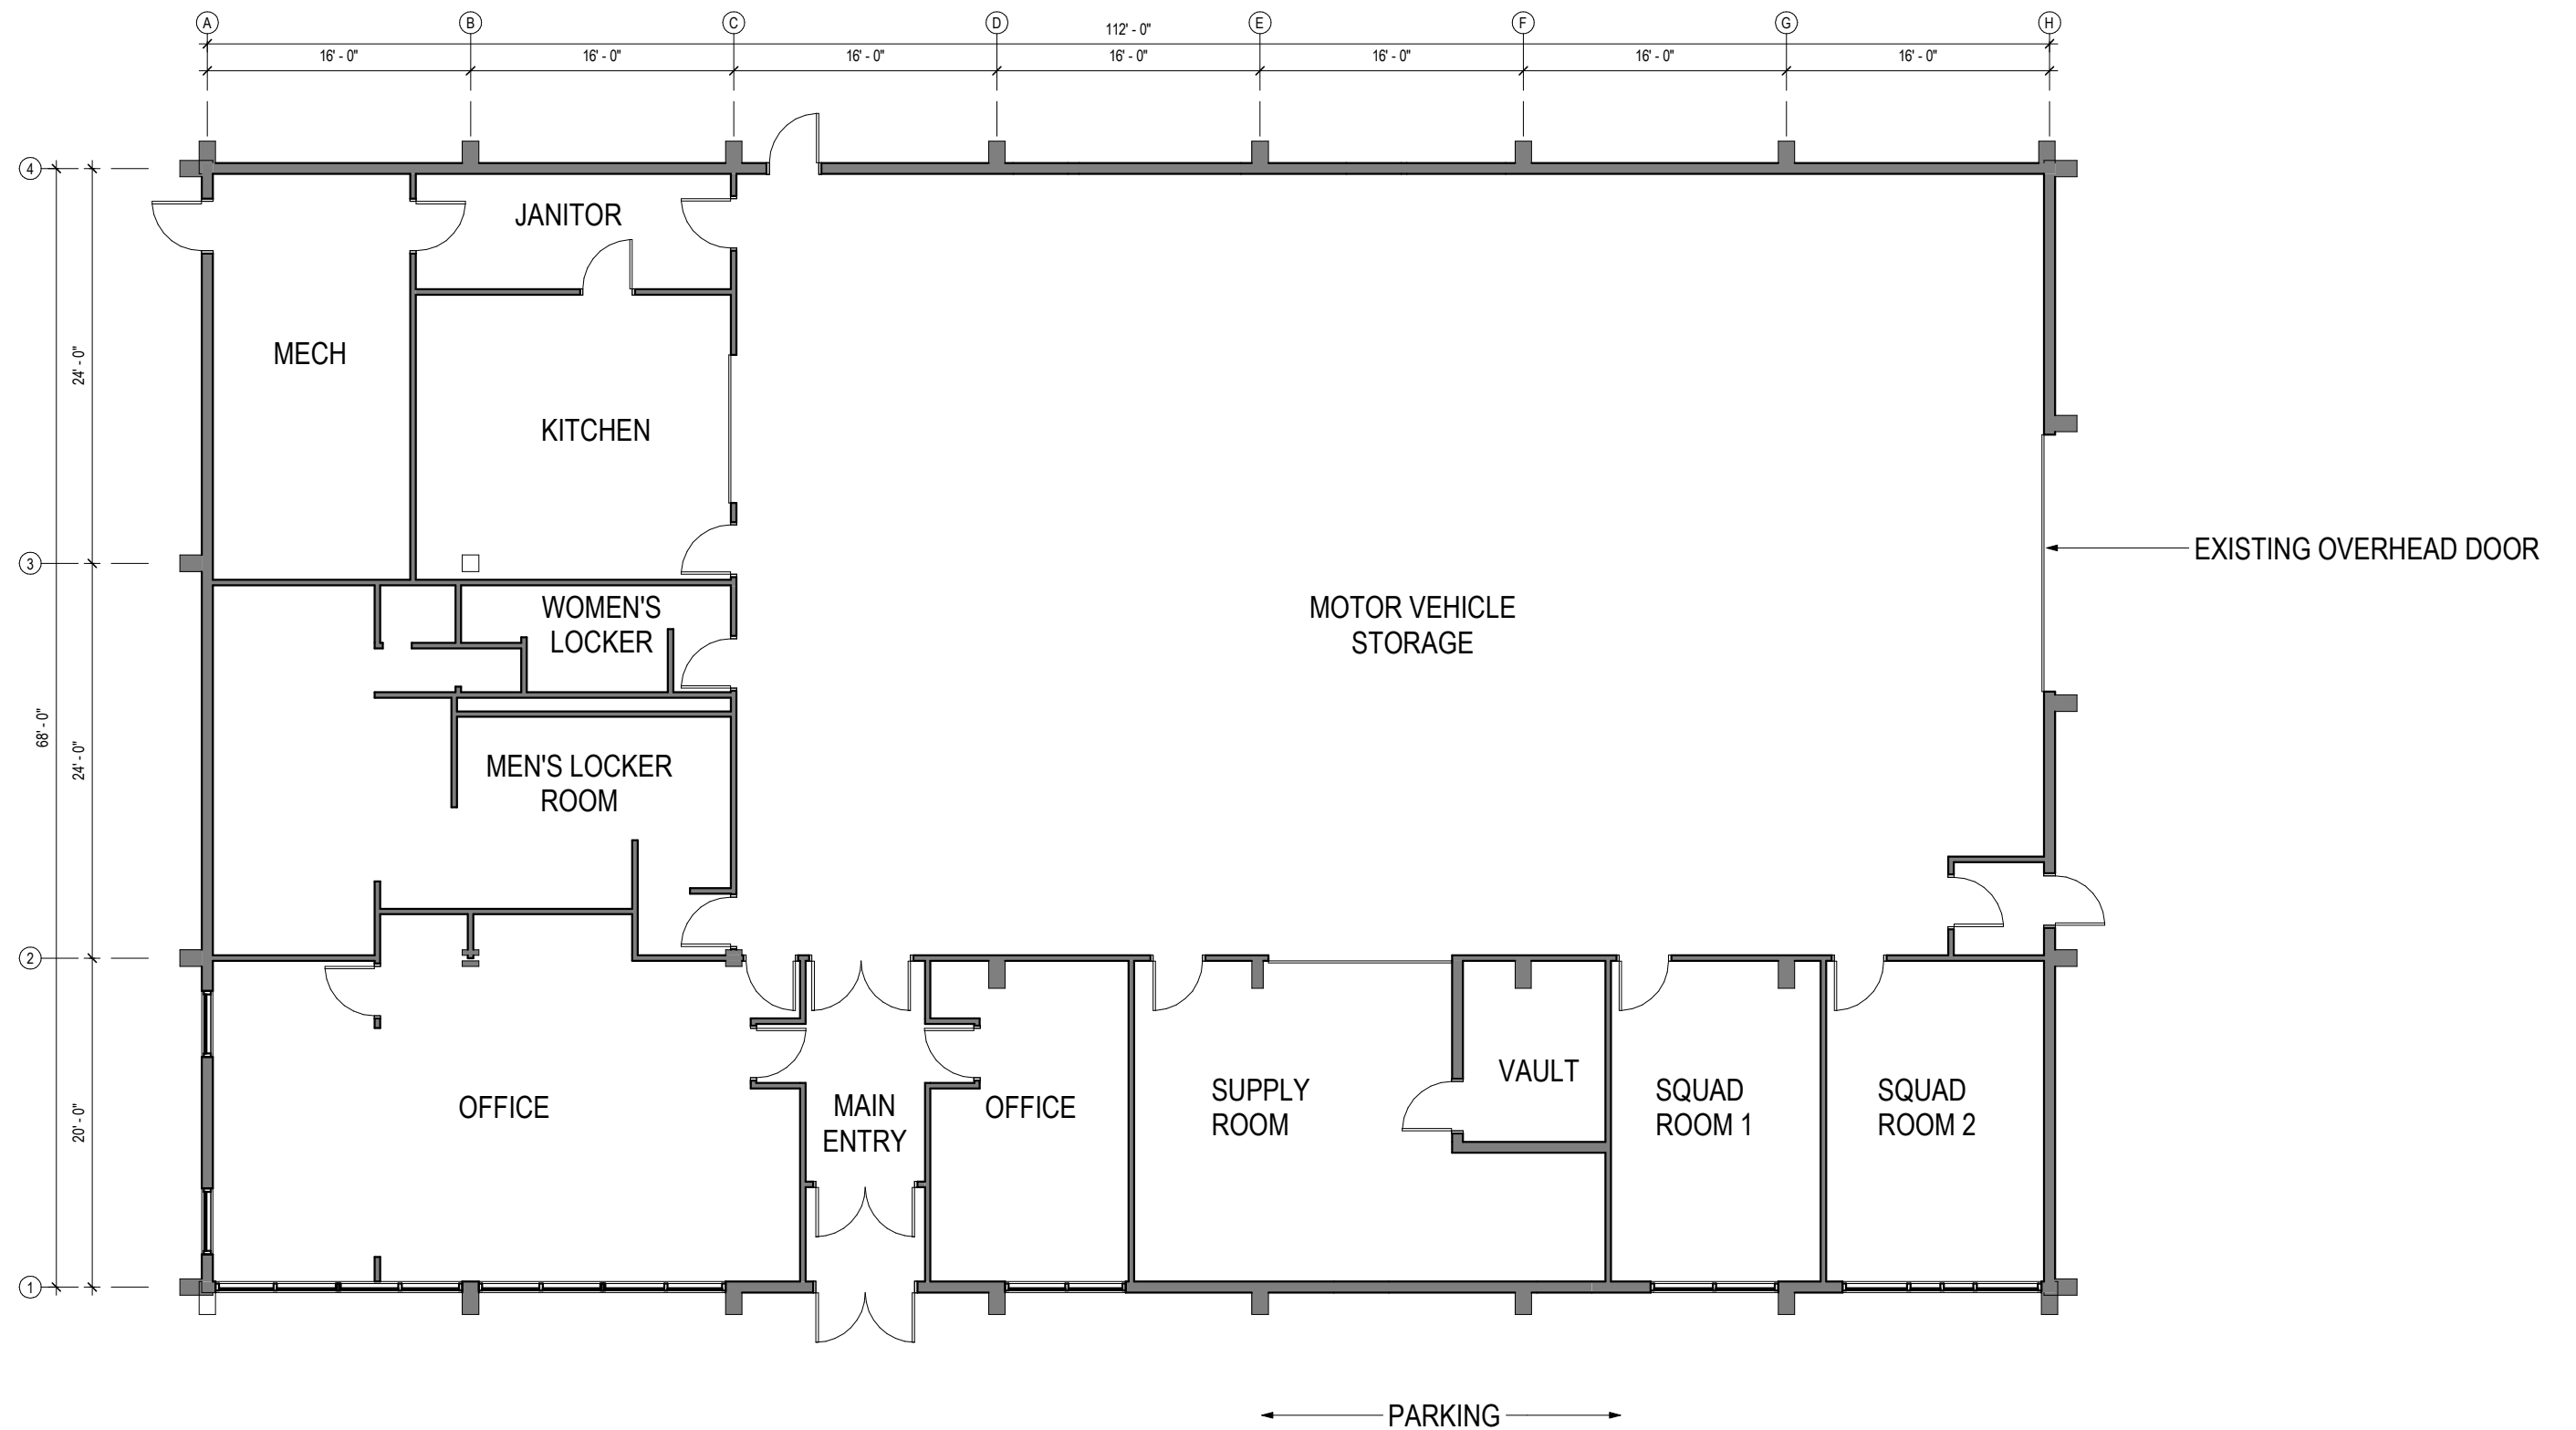 A B C D E F G H
112' - 0"
16' - 0" 16' - 0" 16' - 0" 16' - 0" 16' - 0" 16' - 0" 16' - 0"
4
JANITOR
MECH
24' - 0"
KITCHEN
EXISTING OVERHEAD DOOR
3
WOMEN'S
LOCKER
MOTOR VEHICLE
STORAGE
68' - 0"
24' - 0"
MEN'S LOCKER
ROOM
2
VAULT
SUPPLY
ROOM
SQUAD
ROOM 1
SQUAD
ROOM 2
OFFICE
MAIN
ENTRY
OFFICE
20' - 0"
1
PARKING